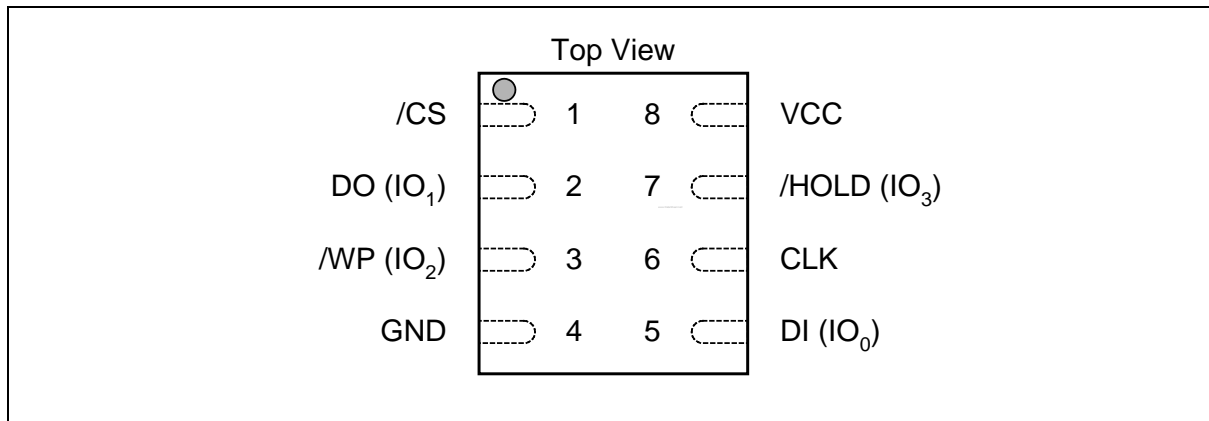 Top View
/CS 1 8 VCC
DO (IO₁) 2 7 /HOLD (IO₃)
/WP (IO₂) 3 6 CLK
GND 4 5 DI (IO₀)